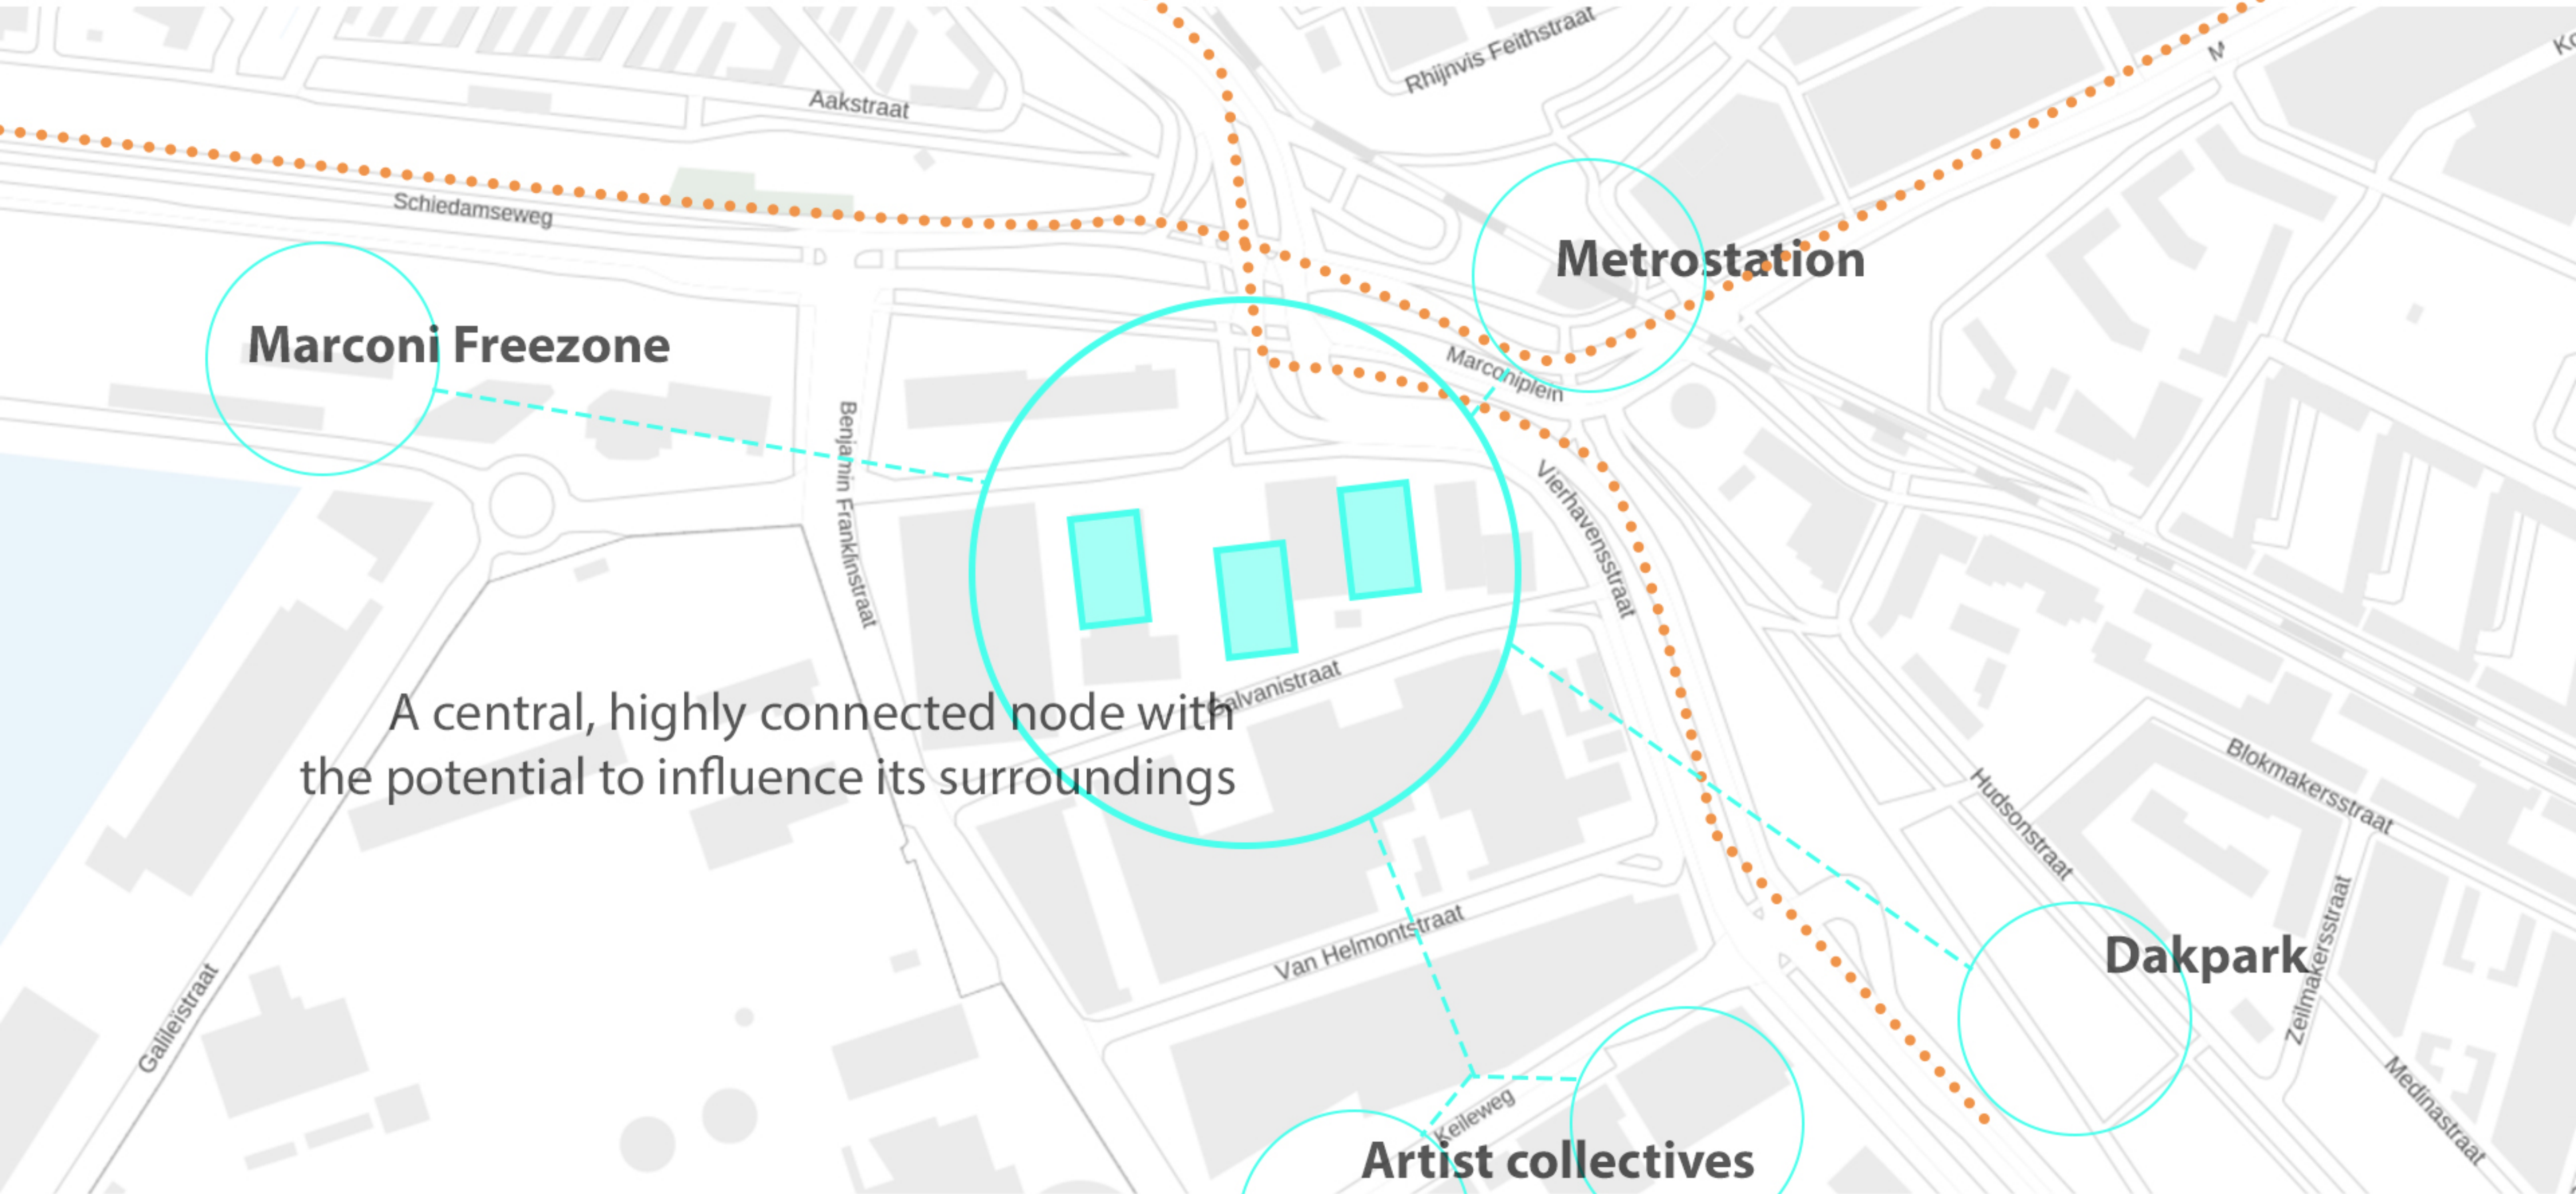 Rhijnvis Feithstraat
M
Aakstraat
Schiedamseweg
Metrostation
Marconi Freezone
Marconiplein
Benjamin Franklinstraat
Vierhavensstraat
Galvanistraat
A central, highly connected node with
the potential to influence its surroundings
Blokmakersstraat
Hudsonstraat
Van Helmontstraat
Dakpark
Zeilmakersstraat
Galileïstraat
Keileweg
Medinastraat
Artist collectives